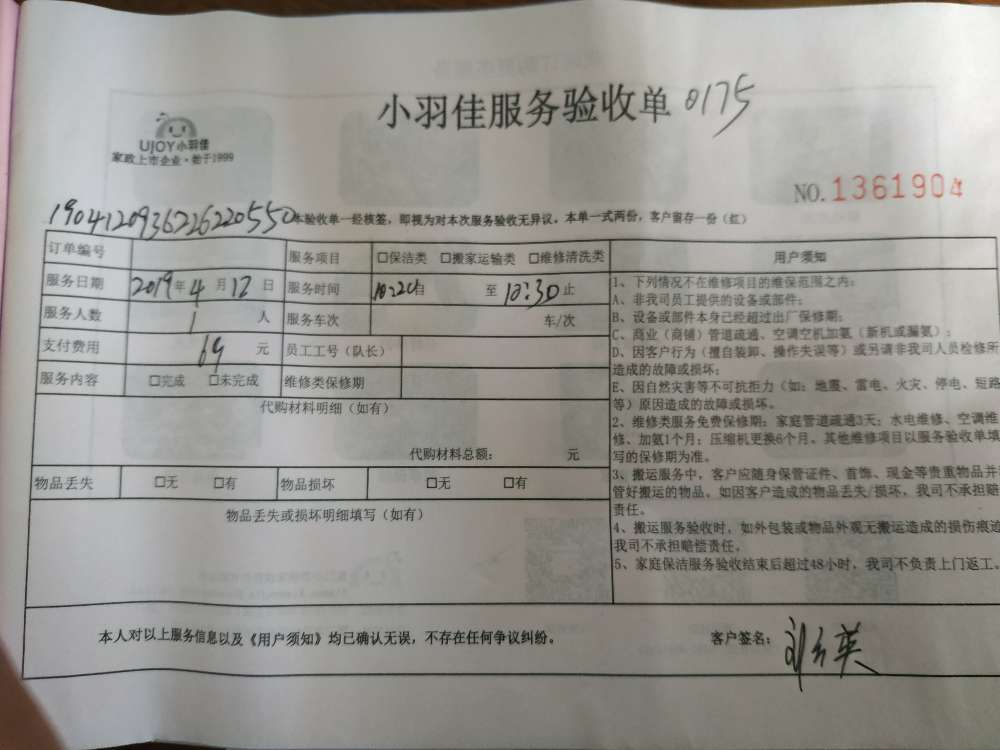 小羽佳服务验收单 0175
UJOY小羽佳
家政上市企业·始于1999
NO. 1361904
190412093622622055
本验收单一经核签，即视为对本次服务验收无异议。本单一式两份，客户留存一份（红）
订单编号 服务项目 □保洁类 □搬家运输类 □维修清洗类
服务日期 2019年4月12日 服务时间 10:20自 至10:30止
服务人数 1 人 服务车次 车/次
支付费用 69 元 员工工号（队长）
服务内容 □完成 □未完成 维修类保修期
代购材料明细（如有）
代购材料总额： 元
物品丢失 □无 □有 物品损坏 □无 □有
物品丢失或损坏明细填写（如有）
用户须知
1、下列情况不在维修项目的维保范围之内：
A、非我司员工提供的设备或部件；
B、设备或部件本身已经超过出厂保修期；
C、商业（商铺）管道疏通、空调空机加氨（新机或漏氨）；
D、因客户行为（擅自装卸、操作失误等）或另请非我司人员检修所
造成的故障或损坏；
E、因自然灾害等不可抗拒力（如：地震、雷电、火灾、停电、短路
等）原因造成的故障或损坏。
2、维修类服务免费保修期：家庭管道疏通3天；水电维修、空调维
修、加氨1个月；压缩机更换6个月。其他维修项目以服务验收单填
写的保修期为准。
3、搬运服务中，客户应随身保管证件、首饰、现金等贵重物品并
管好搬运的物品。如因客户造成的物品丢失/损坏，我司不承担赔
责任。
4、搬运服务验收时，如外包装或物品外观无搬运造成的损伤痕迹
我司不承担赔偿责任。
5、家庭保洁服务验收结束后超过48小时，我司不负责上门返工。
本人对以上服务信息以及《用户须知》均已确认无误，不存在任何争议纠纷。
客户签名：